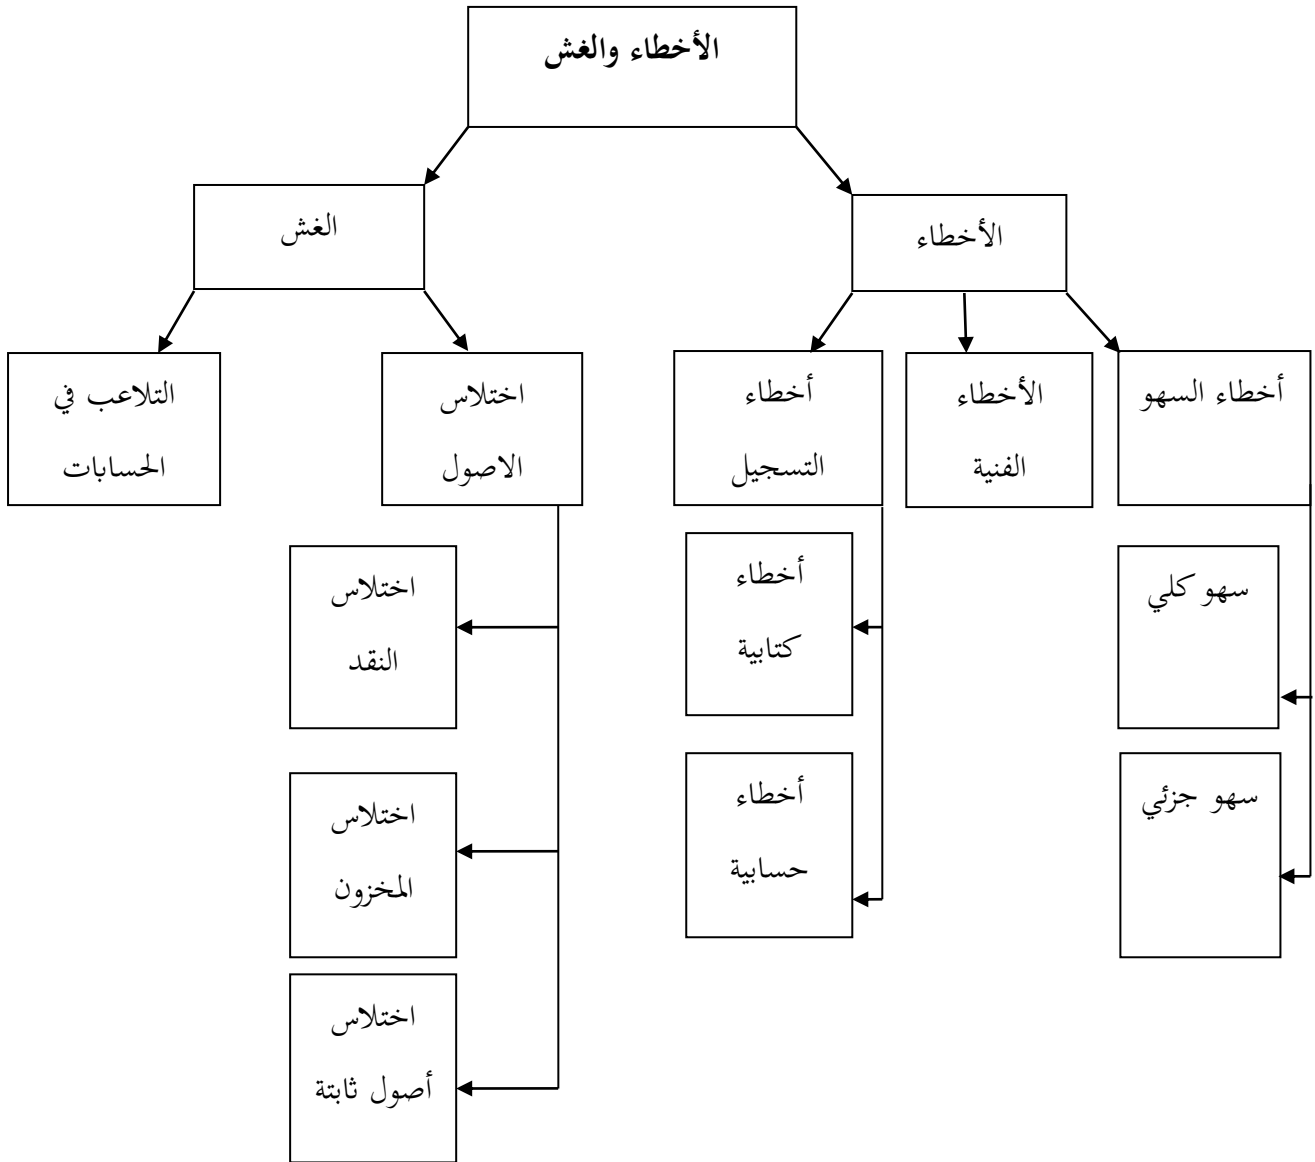 الأخطاء والغش
الأخطاء
الغش
أخطاء السهو
الأخطاء
الفنية
أخطاء
التسجيل
اختلاس
الاصول
التلاعب في
الحسابات
سهو كلي
سهو جزئي
أخطاء
كتابية
أخطاء
حسابية
اختلاس
النقد
اختلاس
المخزون
اختلاس
أصول ثابتة